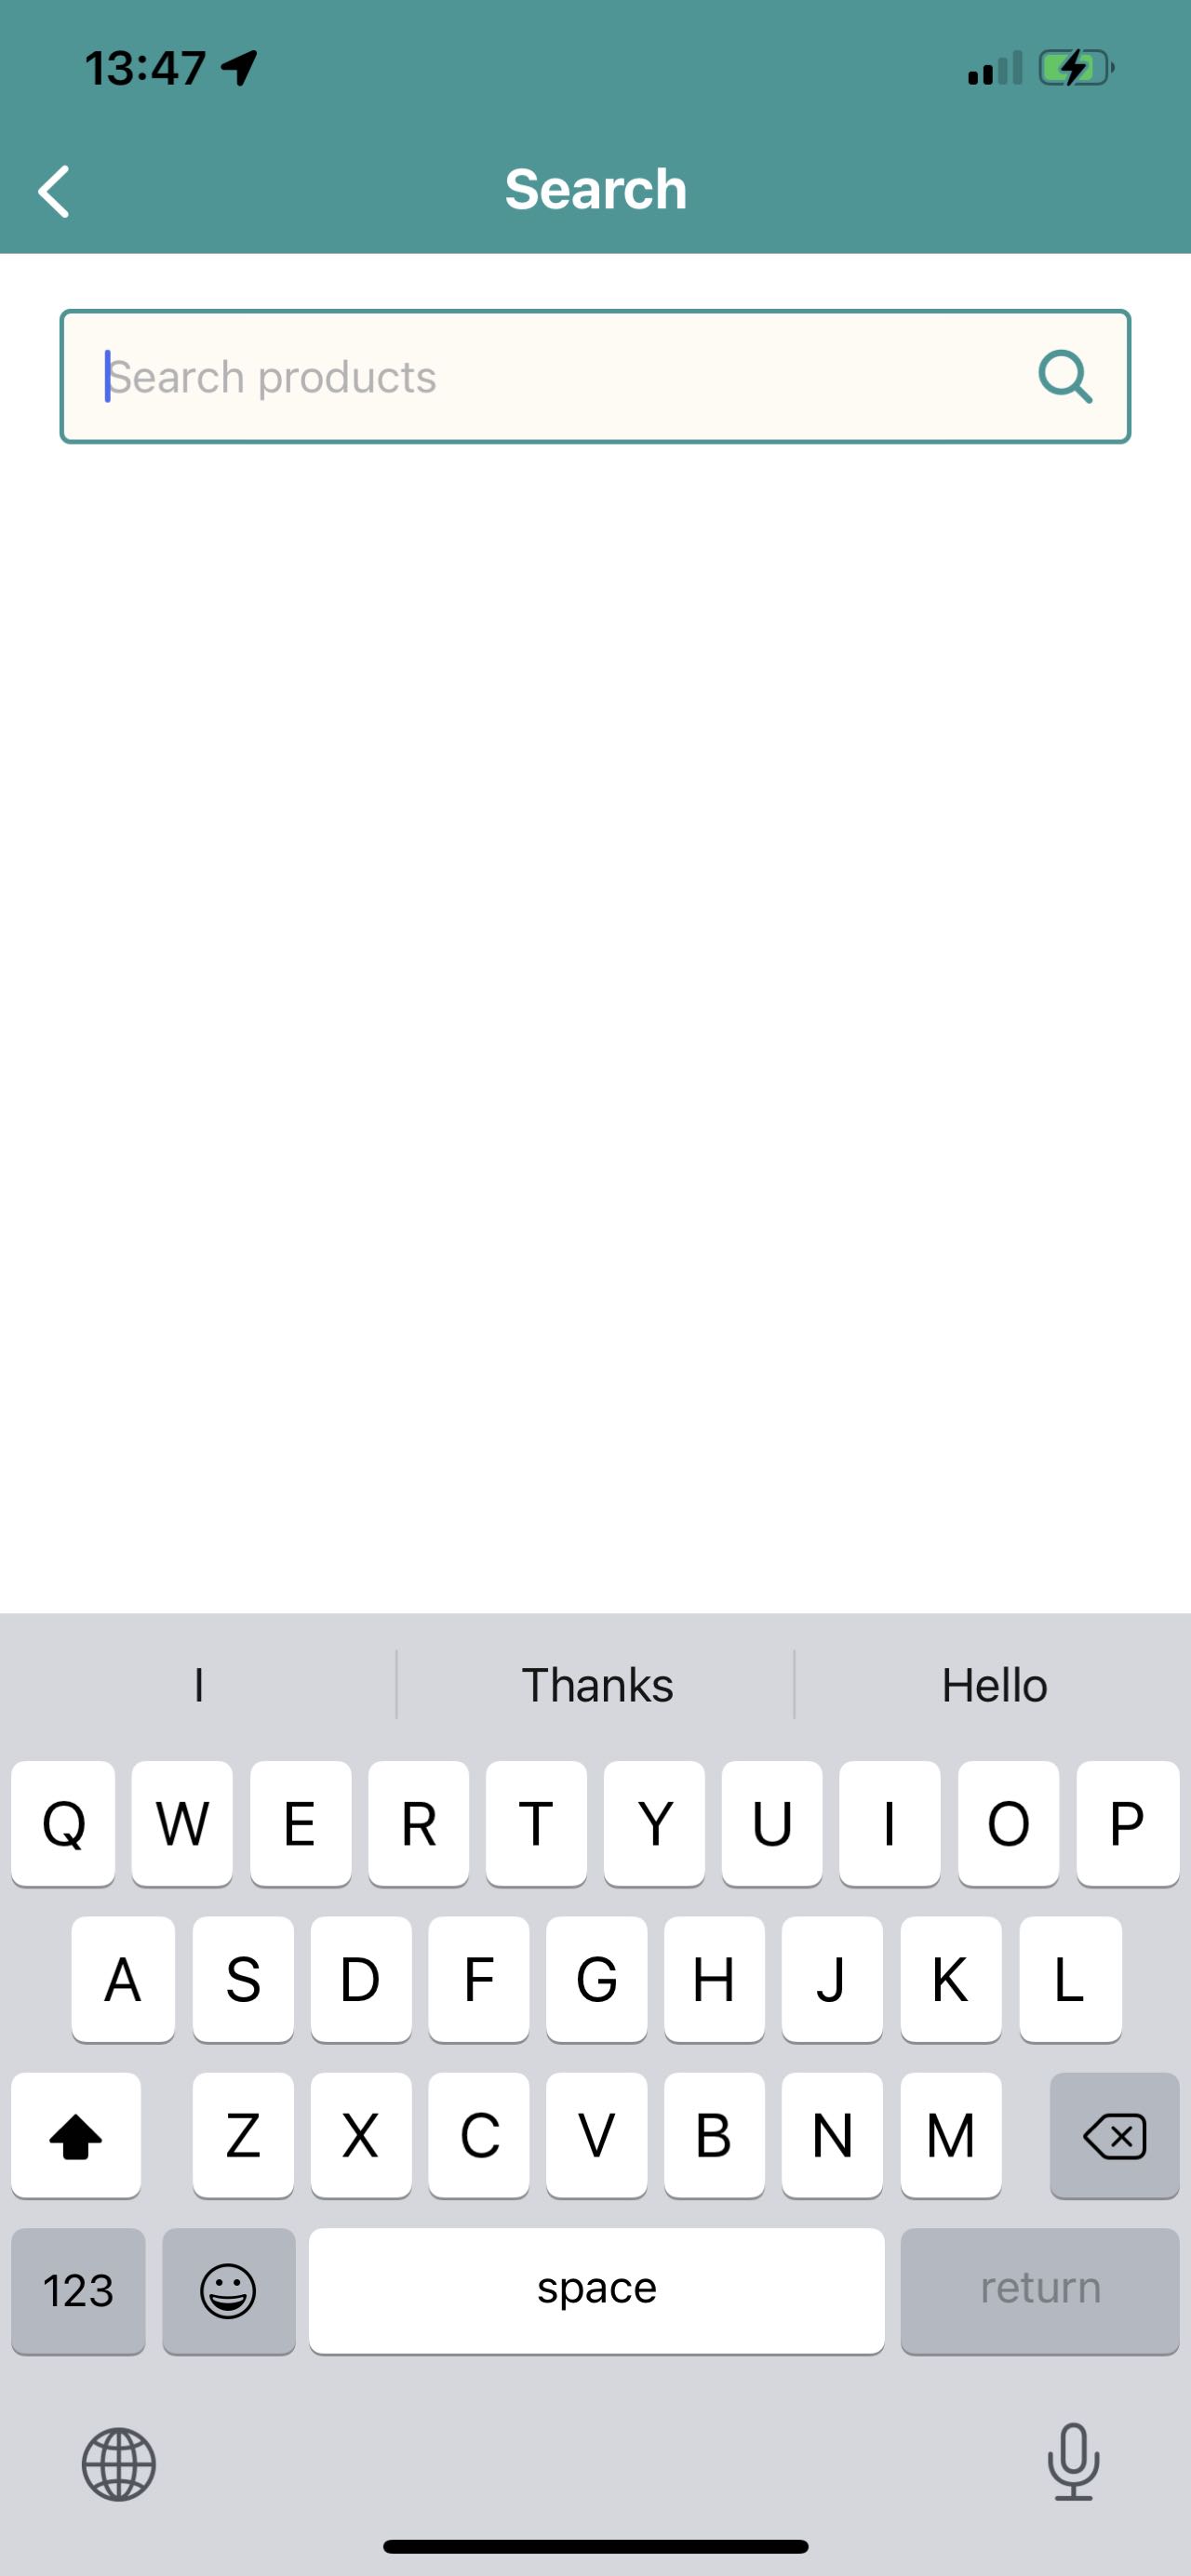 13:47
Search
Search products
I Thanks Hello
Q W E R T Y U I O P
A S D F G H J K L
Z X C V B N M
123 space return